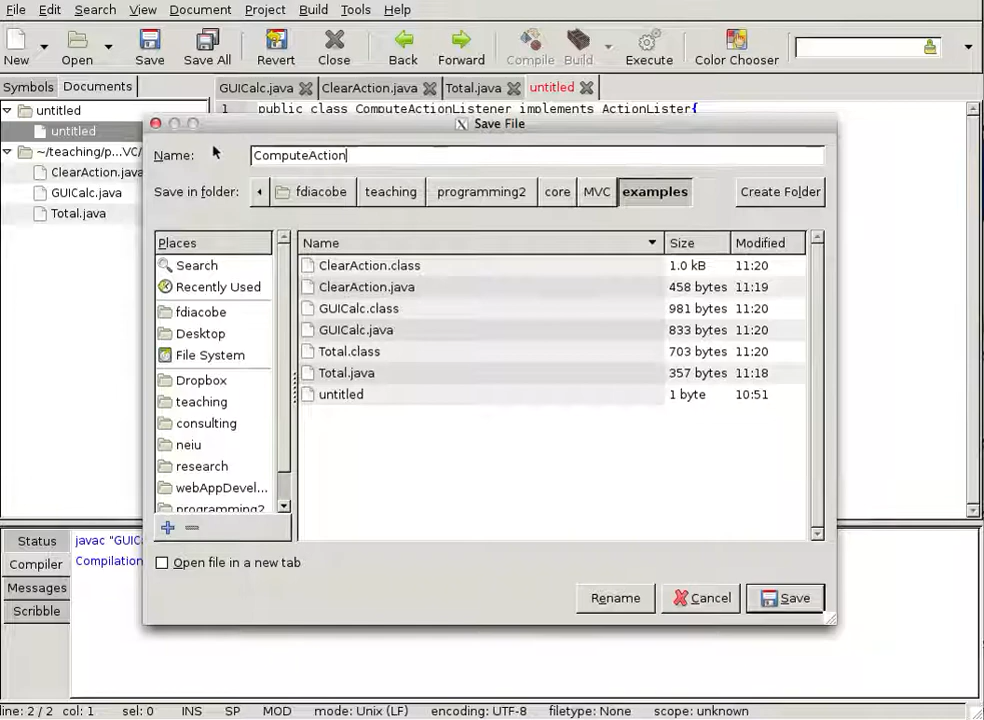 File Edit Search View Document Project Build Tools Help
New Open Save Save All Revert Close Back Forward Compile Build Execute Color Chooser
Symbols Documents GUICalc.java ClearAction.java Total.java untitled
untitled
untitled
~/teaching/p...VC/
ClearAction.java
GUICalc.java
Total.java
1 public class ComputeActionListener implements ActionLister{
Save File
Name: ComputeAction
Save in folder: fdiacobe teaching programming2 core MVC examples Create Folder
Places
Search
Recently Used
fdiacobe
Desktop
File System
Dropbox
teaching
consulting
neiu
research
webAppDevel...
programming2
Name Size Modified
ClearAction.class 1.0 kB 11:20
ClearAction.java 458 bytes 11:19
GUICalc.class 981 bytes 11:20
GUICalc.java 833 bytes 11:20
Total.class 703 bytes 11:20
Total.java 357 bytes 11:18
untitled 1 byte 10:51
Open file in a new tab
Rename Cancel Save
Status
Compiler
Messages
Scribble
javac "GUIC
Compilation
line: 2 / 2 col: 1 sel: 0 INS SP MOD mode: Unix (LF) encoding: UTF-8 filetype: None scope: unknown